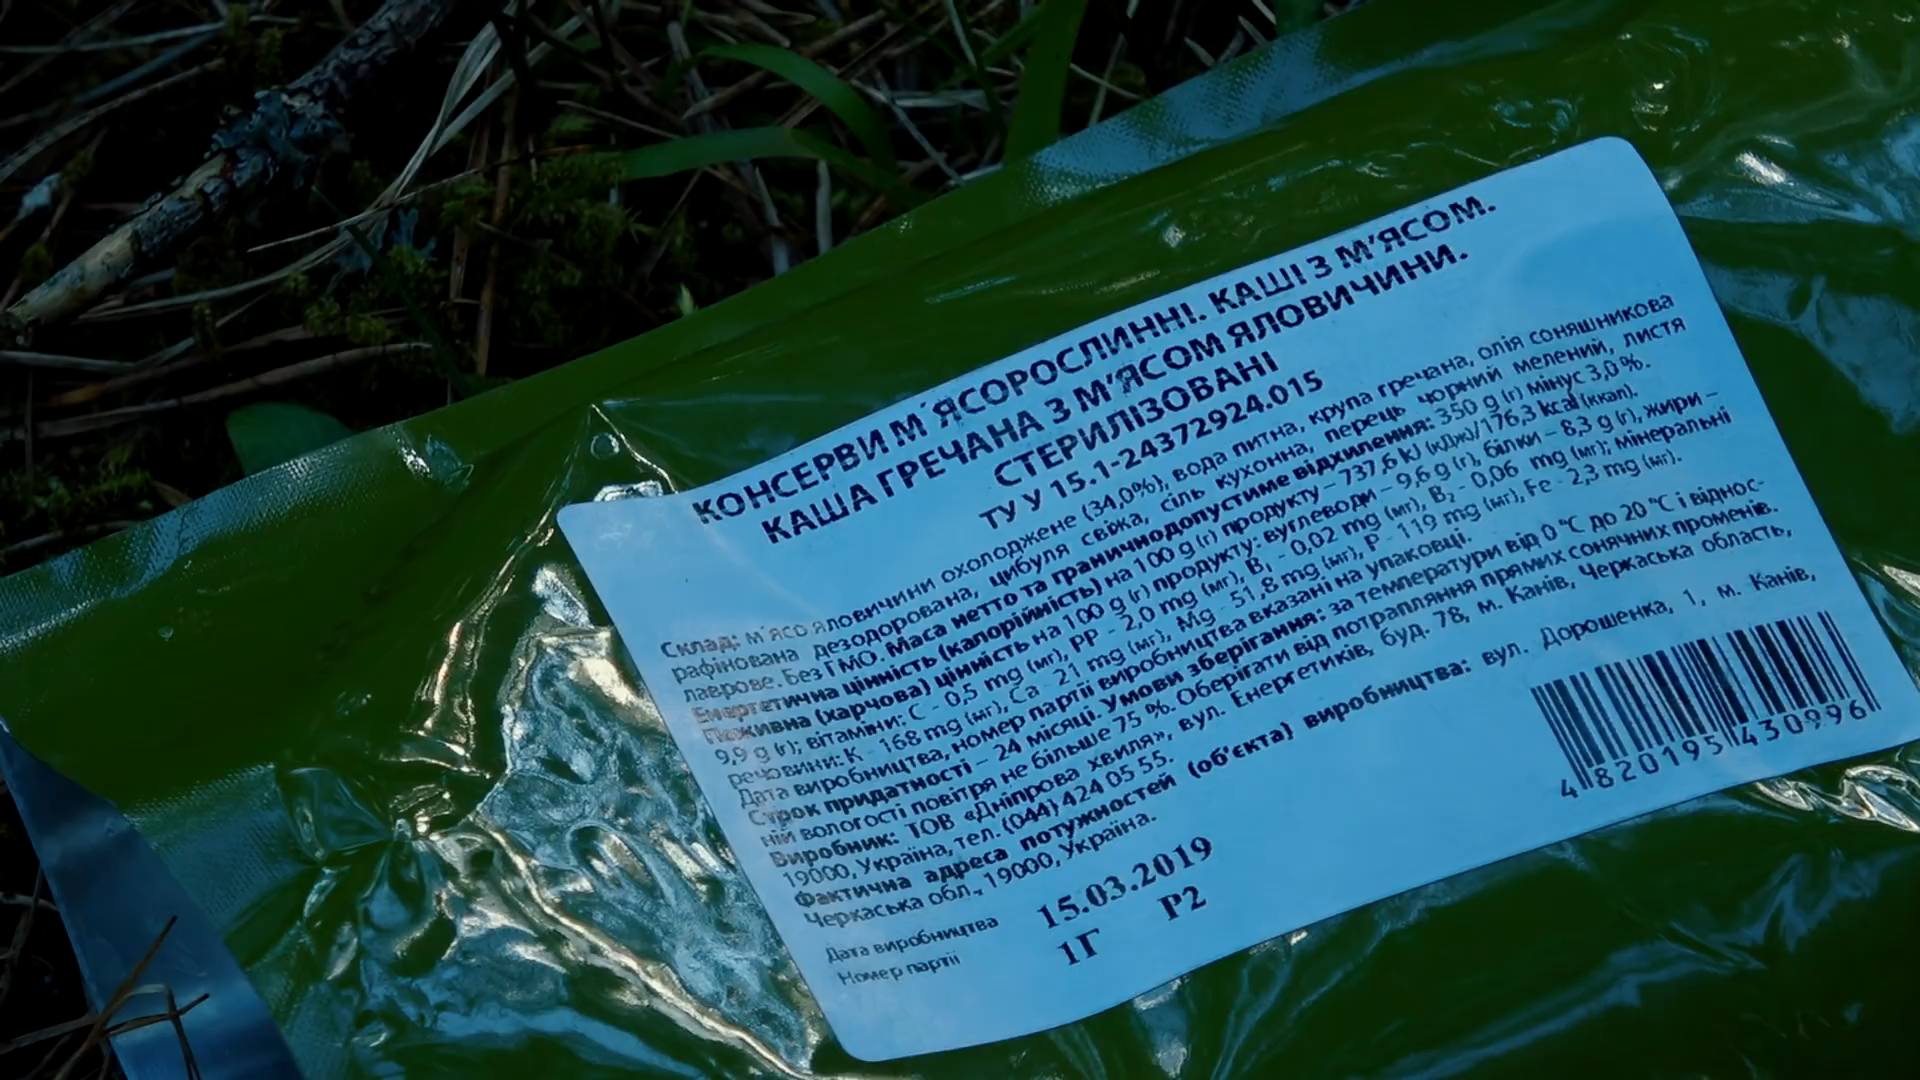 КОНСЕРВИ М´ЯСОРОСЛИННІ. КАШІ З М'ЯСОМ.
КАША ГРЕЧАНА З М'ЯСОМ ЯЛОВИЧИНИ.
СТЕРИЛІЗОВАНІ
ТУ У 15.1-24372924.015
Склад: м´ясо яловичини охолоджене (34,0%), вода питна, крупа гречана, олія соняшникова
рафінована дезодорована, цибуля свіжа, сіль кухонна, перець чорний мелений, листя
лаврове. Без ГМО. Маса нетто та граничнодопустиме відхилення: 350 g (г) мінус 3,0%.
Енергетична цінність (калорійність) на 100 g (г) продукту – 737,6 kJ (кДж)/176,3 kcal (ккал).
Поживна (харчова) цінність на 100 g (г) продукту: вуглеводи – 9,6 g (г), білки – 8,3 g (г), жири –
9,9 g (г); вітаміни: С - 0,5 mg (мг), РР - 2,0 mg (мг), В₁ - 0,02 mg (мг), В₂ - 0,06 mg (мг); мінеральні
речовини: К - 168 mg (мг), Са - 21 mg (мг), Mg - 51,8 mg (мг), Р - 119 mg (мг), Fe - 2,3 mg (мг).
Дата виробництва, номер партії виробництва вказані на упаковці.
Строк придатності – 24 місяці. Умови зберігання: за температури від 0 °С до 20 °С і віднос-
ній вологості повітря не більше 75 %. Оберігати від потрапляння прямих сонячних променів.
Виробник: ТОВ «Дніпрова хвиля», вул. Енергетиків, буд. 78, м. Канів, Черкаська область,
19000, Україна, тел. (044) 424 05 55.
Фактична адреса потужностей (об'єкта) виробництва: вул. Дорошенка, 1, м. Канів,
Черкаська обл., 19000, Україна.
Дата виробництва 15.03.2019
Номер партії 1Г Р2
4 820195 430996